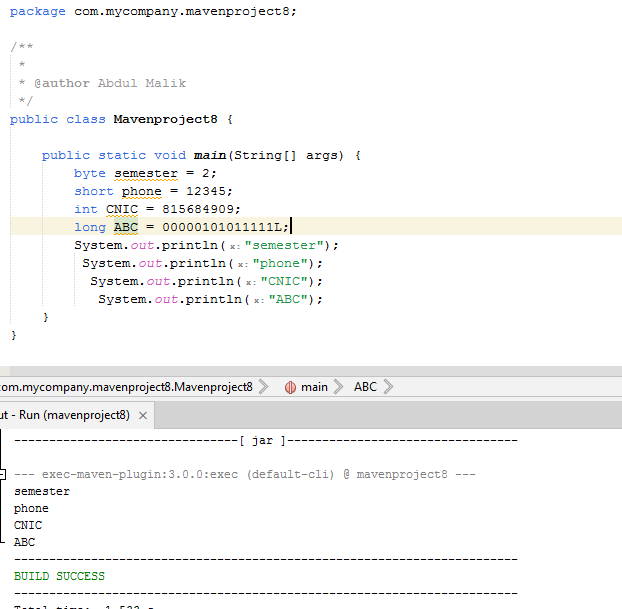 package com.mycompany.mavenproject8;
/**
*
* @author Abdul Malik
*/
public class Mavenproject8 {
public static void main(String[] args) {
byte semester = 2;
short phone = 12345;
int CNIC = 815684909;
long ABC = 00000101011111L;
System.out.println(x: "semester");
System.out.println(x: "phone");
System.out.println(x: "CNIC");
System.out.println(x: "ABC");
}
}
com.mycompany.mavenproject8.Mavenproject8 main ABC
ut - Run (mavenproject8) ×
--------------------------------[ jar ]---------------------------------
--- exec-maven-plugin:3.0.0:exec (default-cli) @ mavenproject8 ---
semester
phone
CNIC
ABC
------------------------------------------------------------------------
BUILD SUCCESS
------------------------------------------------------------------------
Total time: